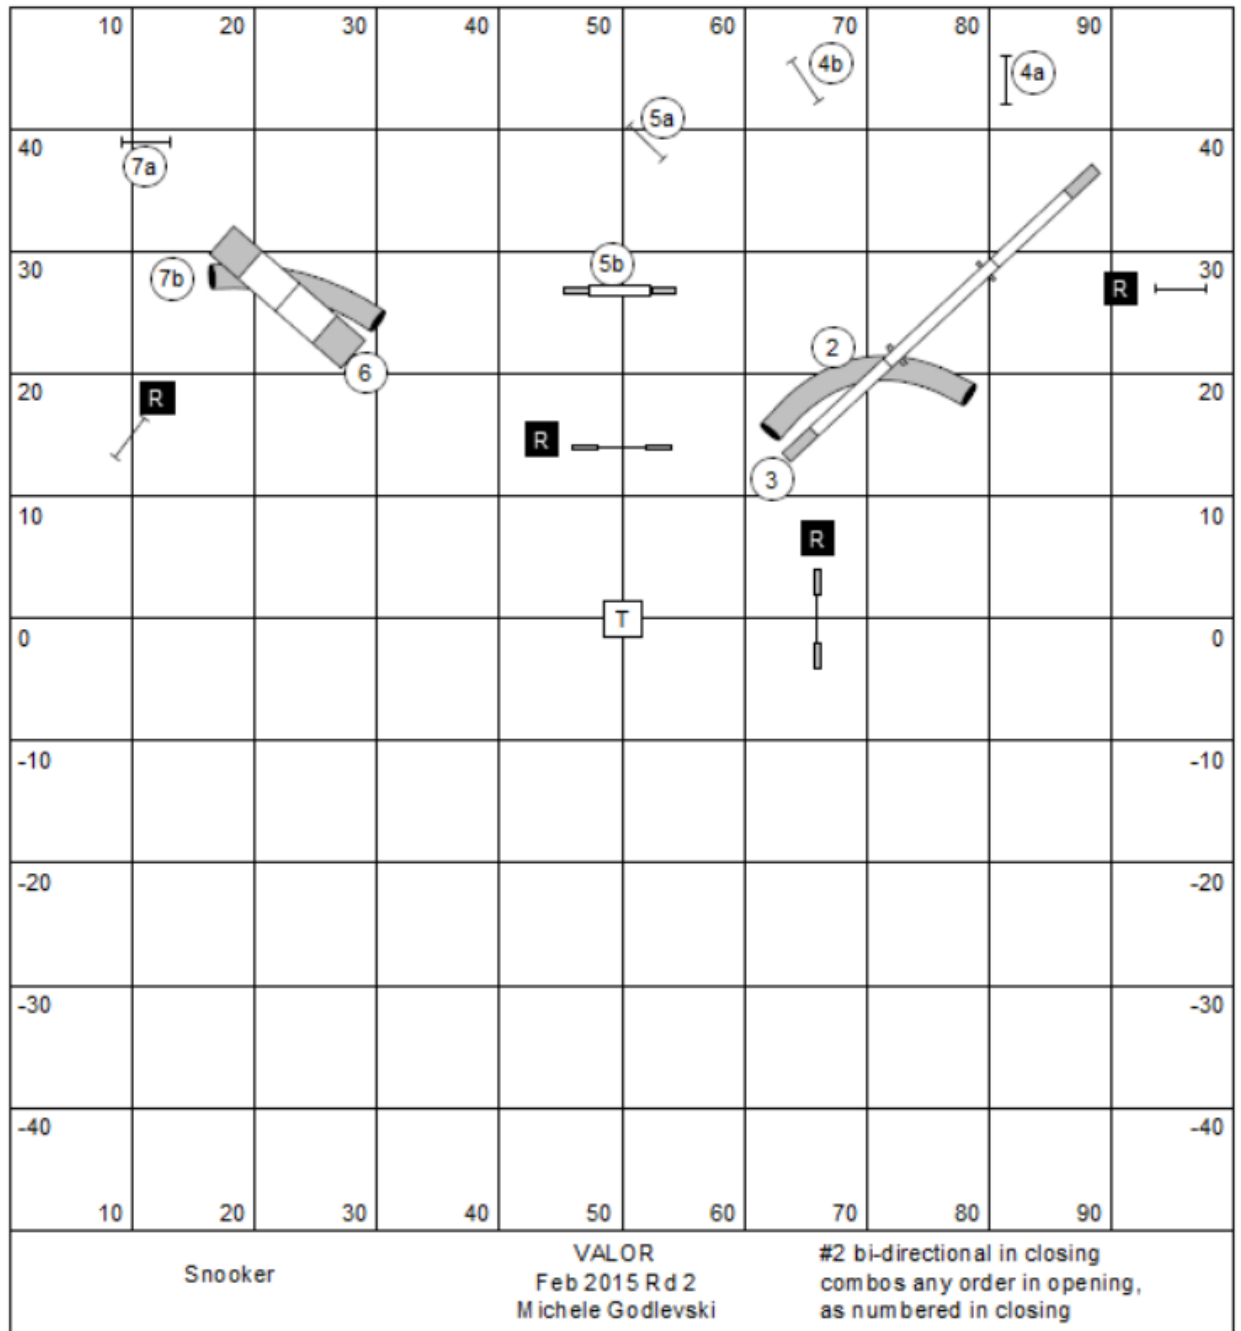 10 20 30 40 50 60 70 80 90
4b 4a
5a
40 7a 40
30 7b 5b R 30
2
20 R 6 20
R
3
10 R 10
T
0 0
-10 -10
-20 -20
-30 -30
-40 -40
10 20 30 40 50 60 70 80 90
Snooker
VALOR
Feb 2015 Rd 2
Michele Godlevski
#2 bi-directional in closing
combos any order in opening,
as numbered in closing